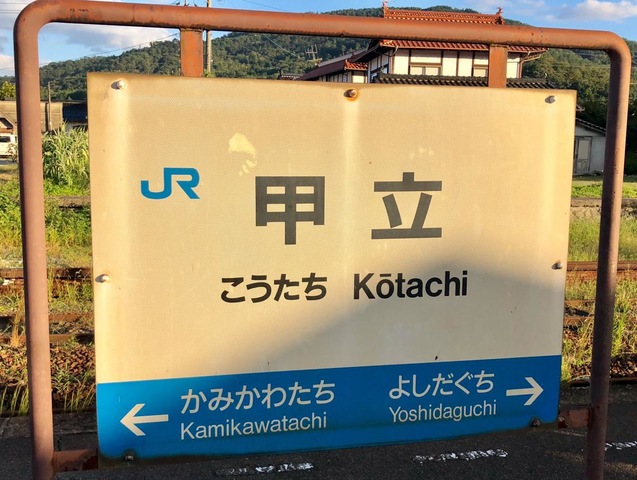 JR
甲立
こうたち Kōtachi
かみかわたち よしだぐち
← Kamikawatachi Yoshidaguchi →